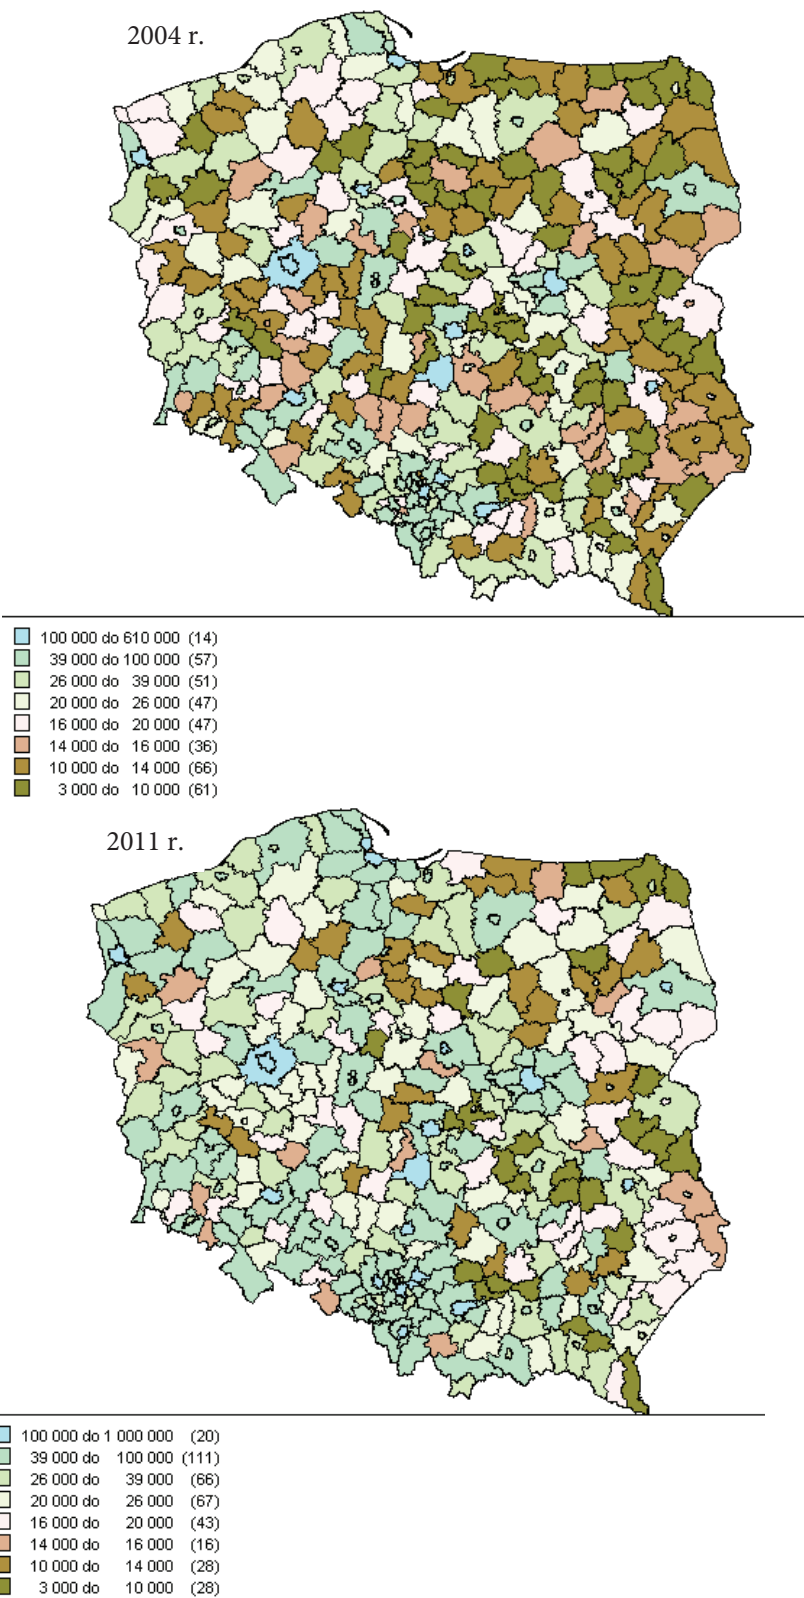 2004 r.
100 000 do 610 000 (14)
39 000 do 100 000 (57)
26 000 do 39 000 (51)
20 000 do 26 000 (47)
16 000 do 20 000 (47)
14 000 do 16 000 (36)
10 000 do 14 000 (66)
3 000 do 10 000 (61)
2011 r.
100 000 do 1 000 000 (20)
39 000 do 100 000 (111)
26 000 do 39 000 (66)
20 000 do 26 000 (67)
16 000 do 20 000 (43)
14 000 do 16 000 (16)
10 000 do 14 000 (28)
3 000 do 10 000 (28)